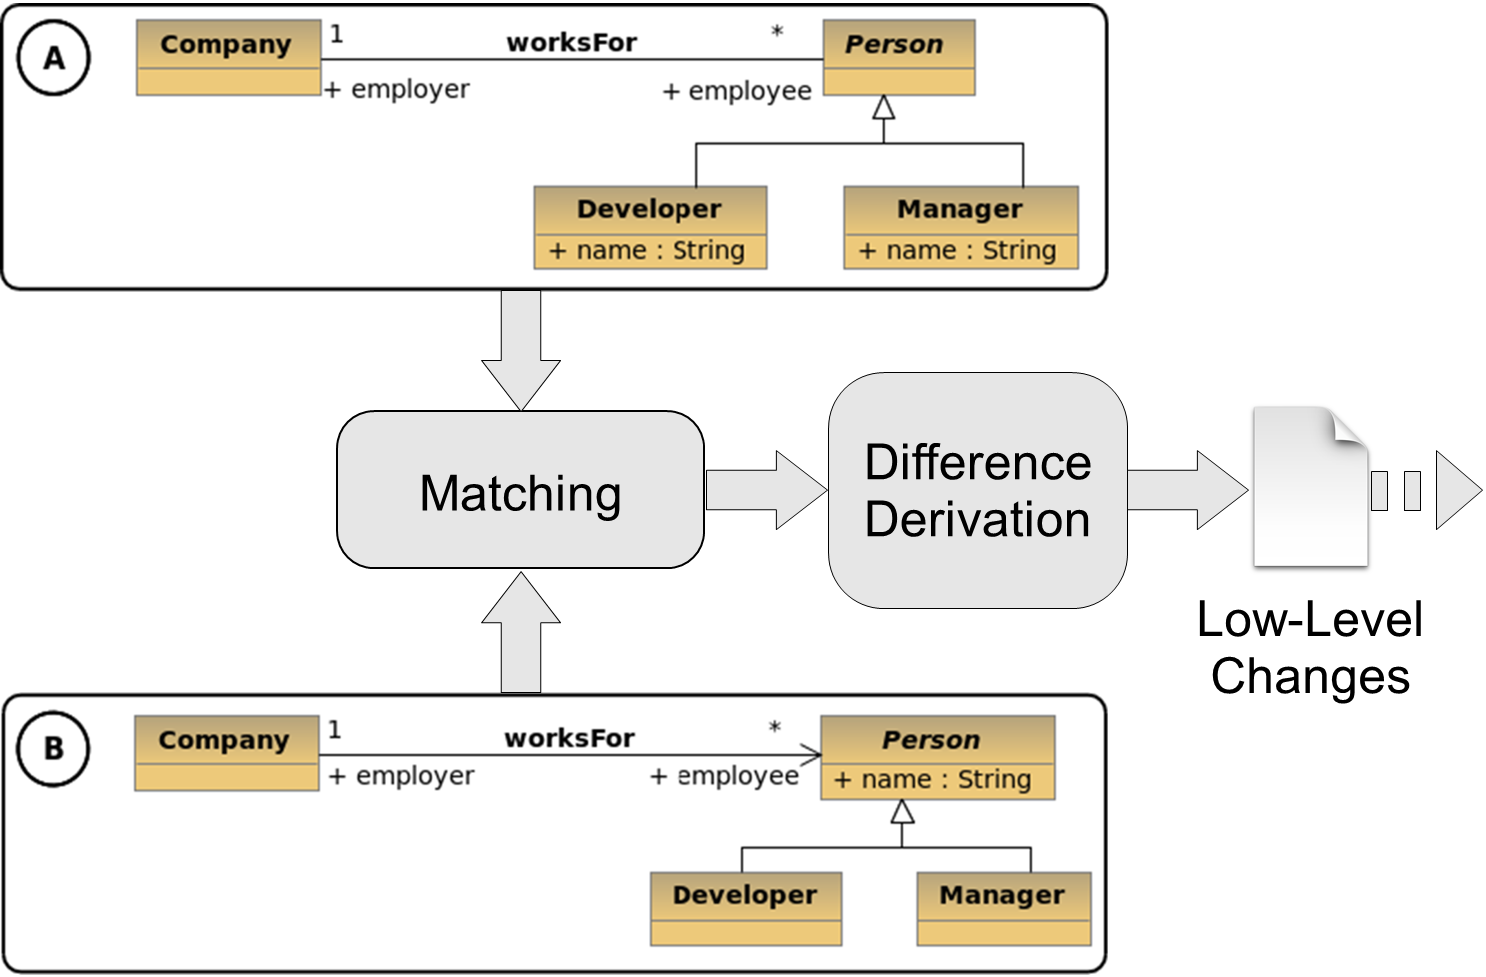 A
Company
1
worksFor
*
Person
+ employer
+ employee
Developer
+ name : String
Manager
+ name : String
Matching
Difference
Derivation
Low-Level
Changes
B
Company
1
worksFor
*
Person
+ employer
+ employee
+ name : String
Developer
Manager